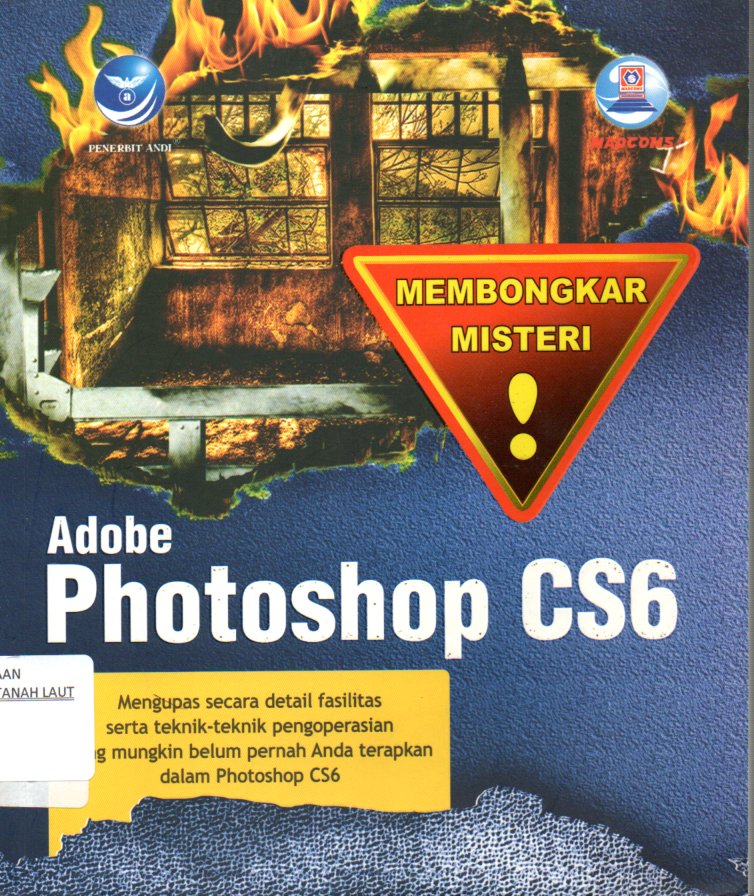 PENERBIT ANDI
MADCOMS
MEMBONGKAR
MISTERI
!
Adobe
Photoshop CS6
AAN
TANAH LAUT
Mengupas secara detail fasilitas
serta teknik-teknik pengoperasian
ng mungkin belum pernah Anda terapkan
dalam Photoshop CS6